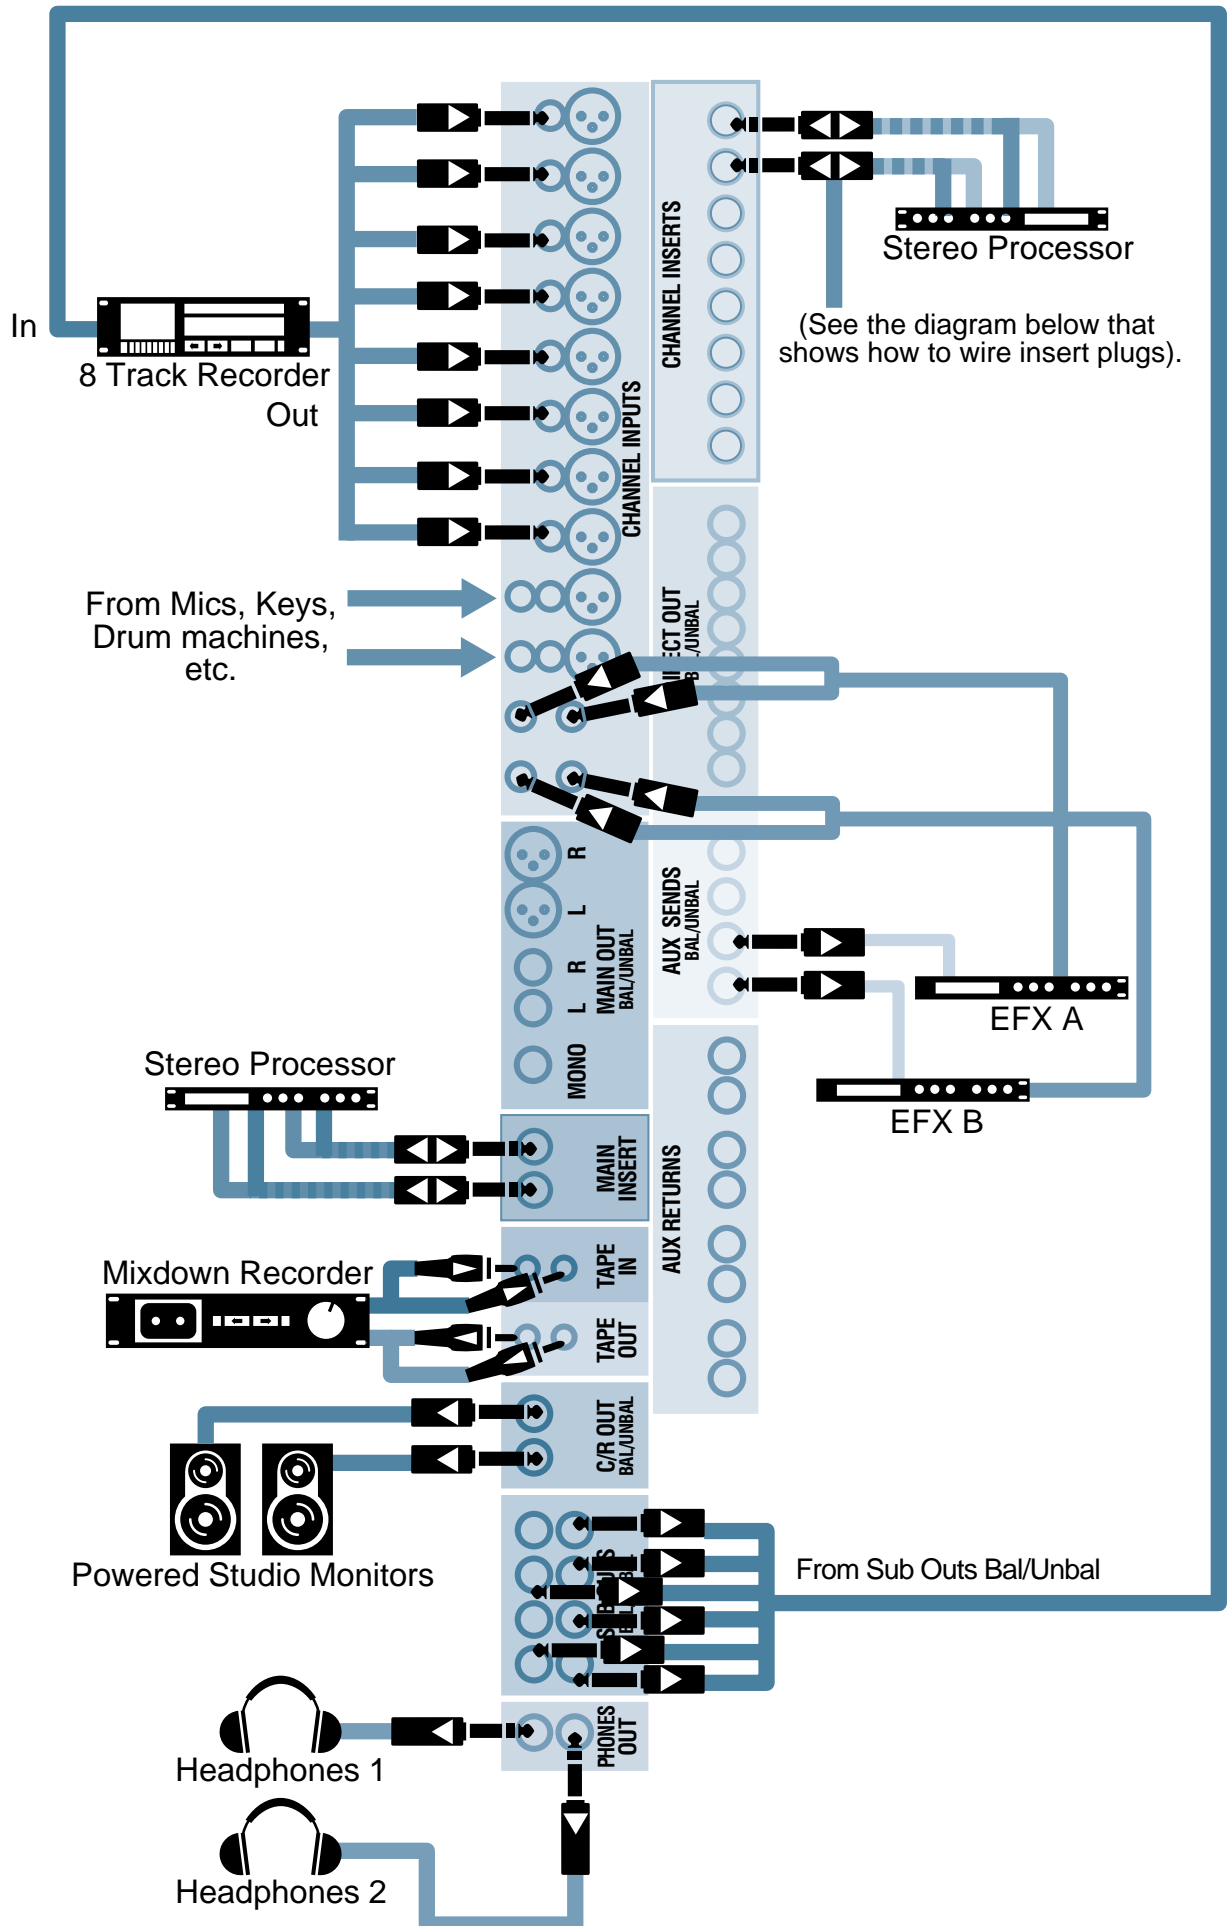 In
8 Track Recorder
Out
CHANNEL INPUTS
CHANNEL INSERTS
Stereo Processor
(See the diagram below that
shows how to wire insert plugs).
From Mics, Keys,
Drum machines,
etc.
OUT
R
L
MAIN OUT
BAL/UNBAL
R
L
MONO
AUX SENDS
BAL/UNBAL
EFX A
EFX B
Stereo Processor
MAIN
INSERT
AUX RETURNS
Mixdown Recorder
TAPE
IN
TAPE
OUT
C/R OUT
BAL/UNBAL
Powered Studio Monitors
From Sub Outs Bal/Unbal
PHONES
OUT
Headphones 1
Headphones 2